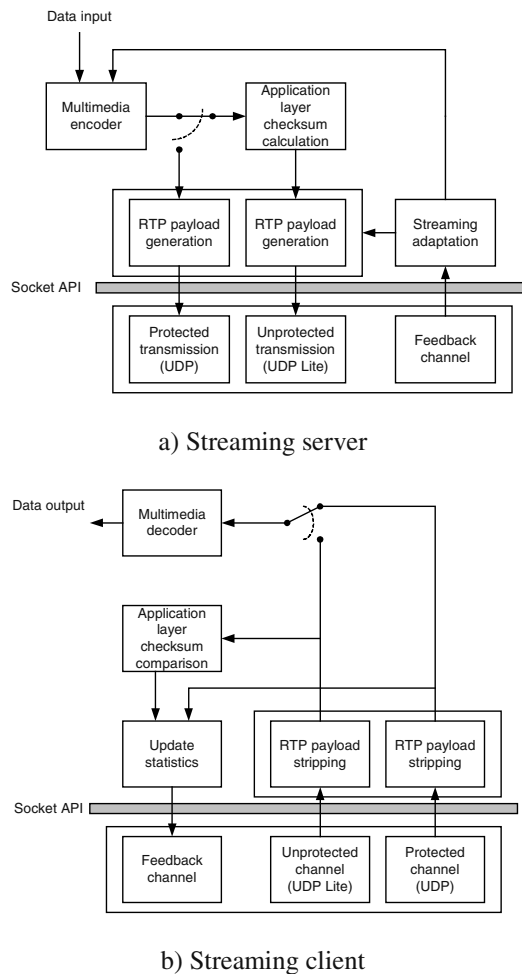 Data input
Multimedia
encoder
Application
layer
checksum
calculation
RTP payload
generation
RTP payload
generation
Streaming
adaptation
Socket API
Protected
transmission
(UDP)
Unprotected
transmission
(UDP Lite)
Feedback
channel
a) Streaming server
Data output
Multimedia
decoder
Application
layer
checksum
comparison
Update
statistics
RTP payload
stripping
RTP payload
stripping
Socket API
Feedback
channel
Unprotected
channel
(UDP Lite)
Protected
channel
(UDP)
b) Streaming client